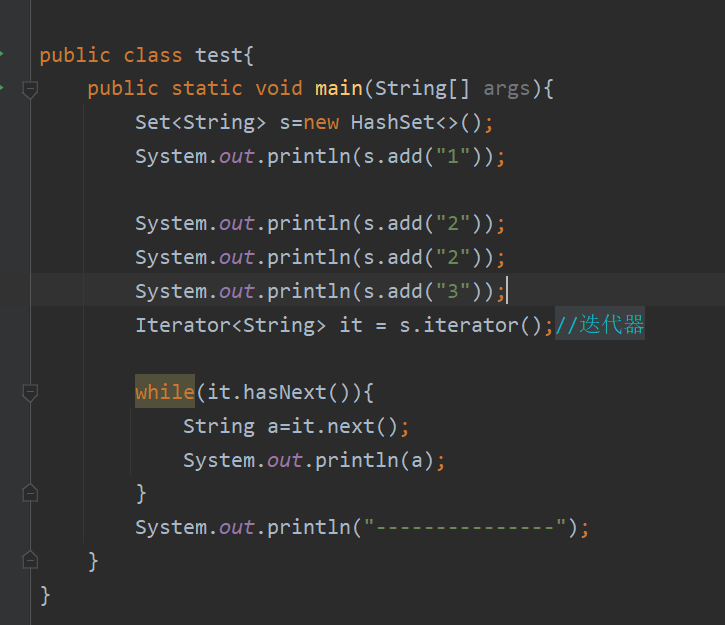 public class test{
public static void main(String[] args){
Set<String> s=new HashSet<>();
System.out.println(s.add("1"));
System.out.println(s.add("2"));
System.out.println(s.add("2"));
System.out.println(s.add("3"));
Iterator<String> it = s.iterator();//迭代器
while(it.hasNext()){
String a=it.next();
System.out.println(a);
}
System.out.println("---------------");
}
}